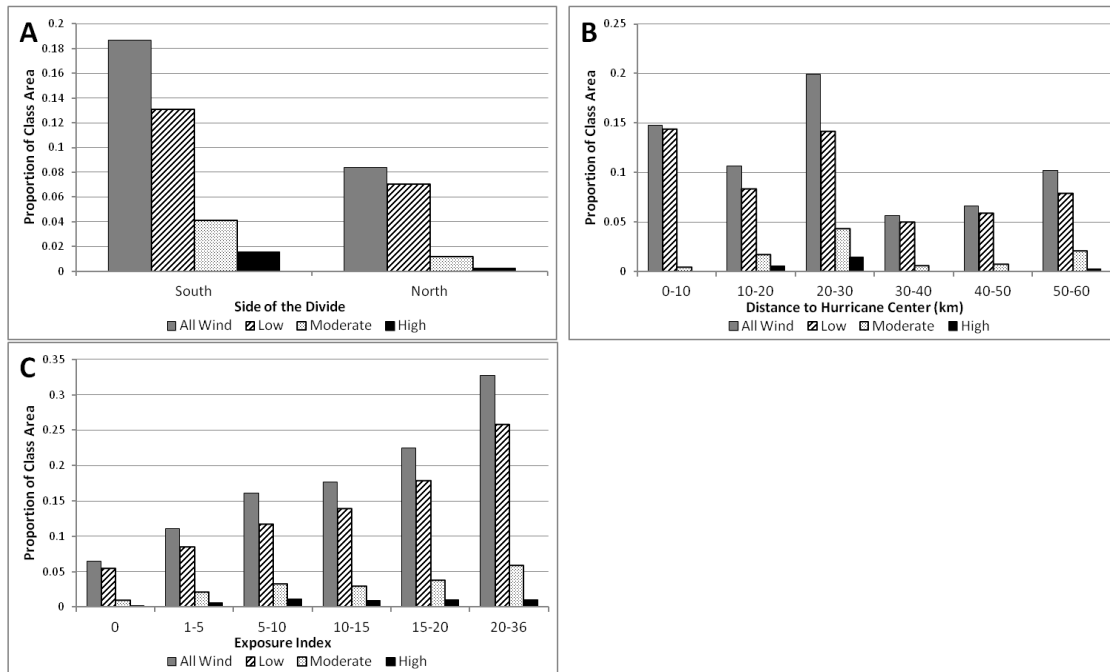 A
Proportion of Class Area
0.2
0.18
0.16
0.14
0.12
0.1
0.08
0.06
0.04
0.02
0
South North
Side of the Divide
All Wind Low Moderate High
B
Proportion of Class Area
0.25
0.2
0.15
0.1
0.05
0
0-10 10-20 20-30 30-40 40-50 50-60
Distance to Hurricane Center (km)
All Wind Low Moderate High
C
Proportion of Class Area
0.35
0.3
0.25
0.2
0.15
0.1
0.05
0
0 1-5 5-10 10-15 15-20 20-36
Exposure Index
All Wind Low Moderate High